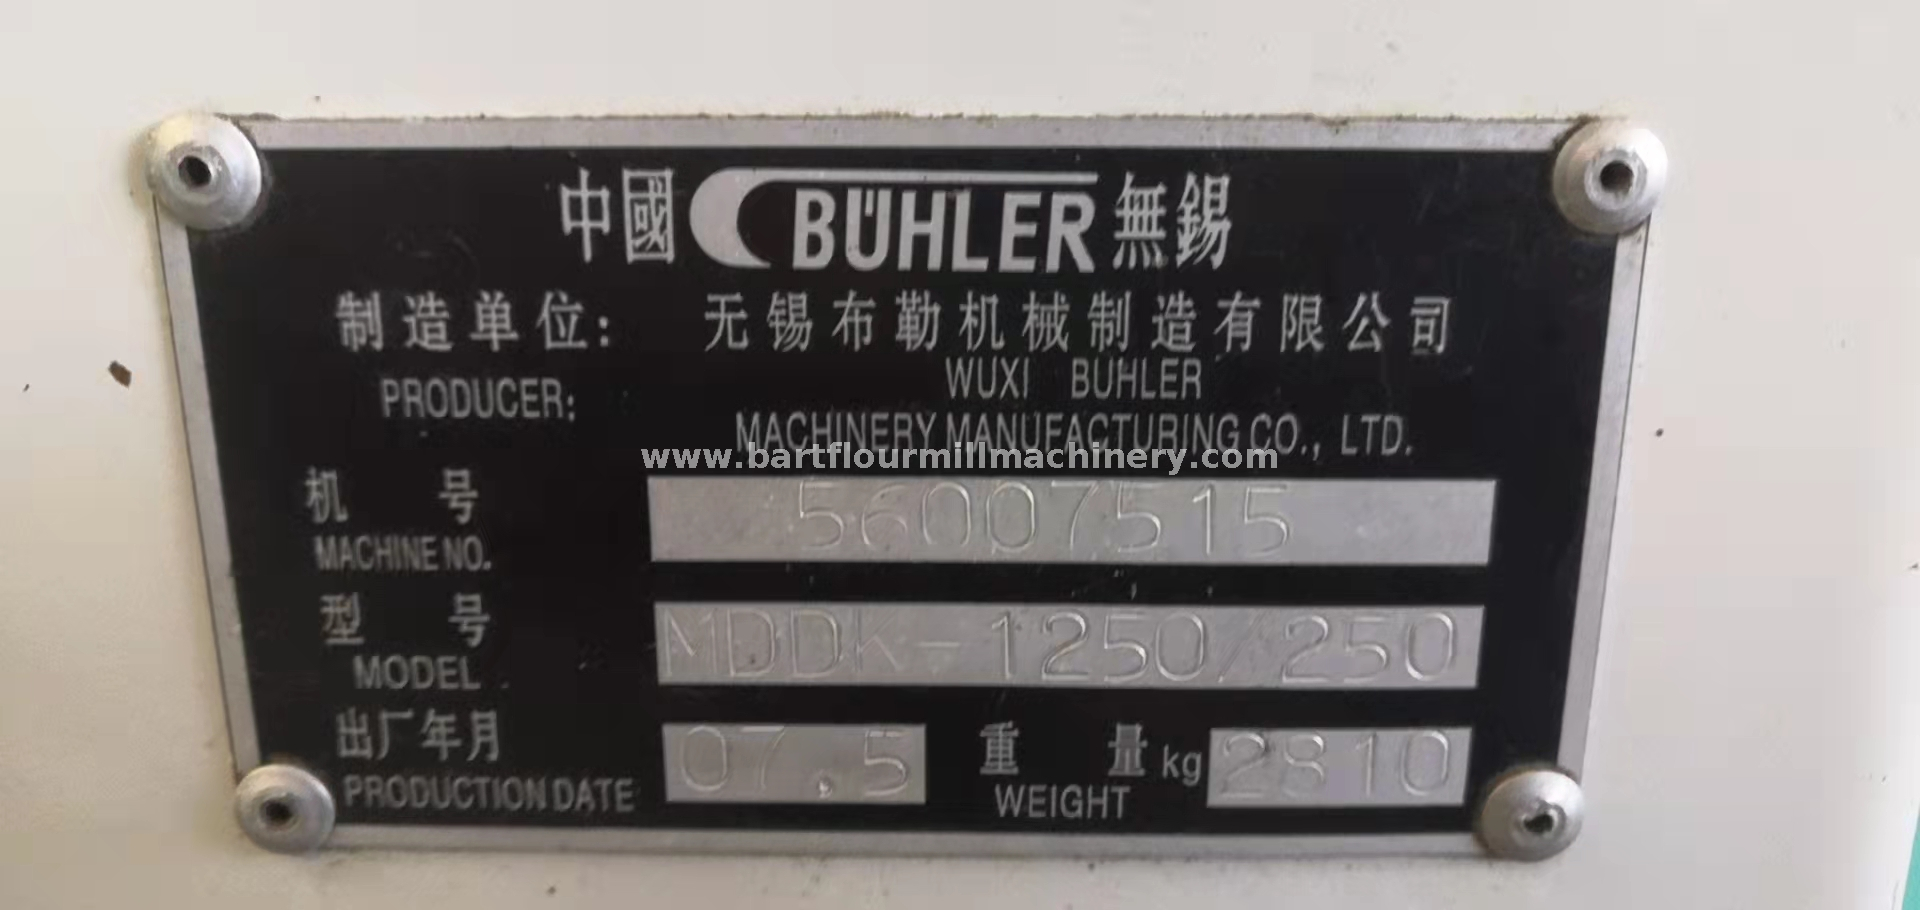 中國 BÜHLER 無錫
制造单位: 无锡布勒机械制造有限公司
PRODUCER: WUXI BUHLER
MACHINERY MANUFACTURING CO., LTD.
www.bartflourmillmachinery.com
机 号
MACHINE NO. 56007515
型 号
MODEL MDDK-1250/250
出厂年月 07.5 重 量 kg 2810
PRODUCTION DATE WEIGHT